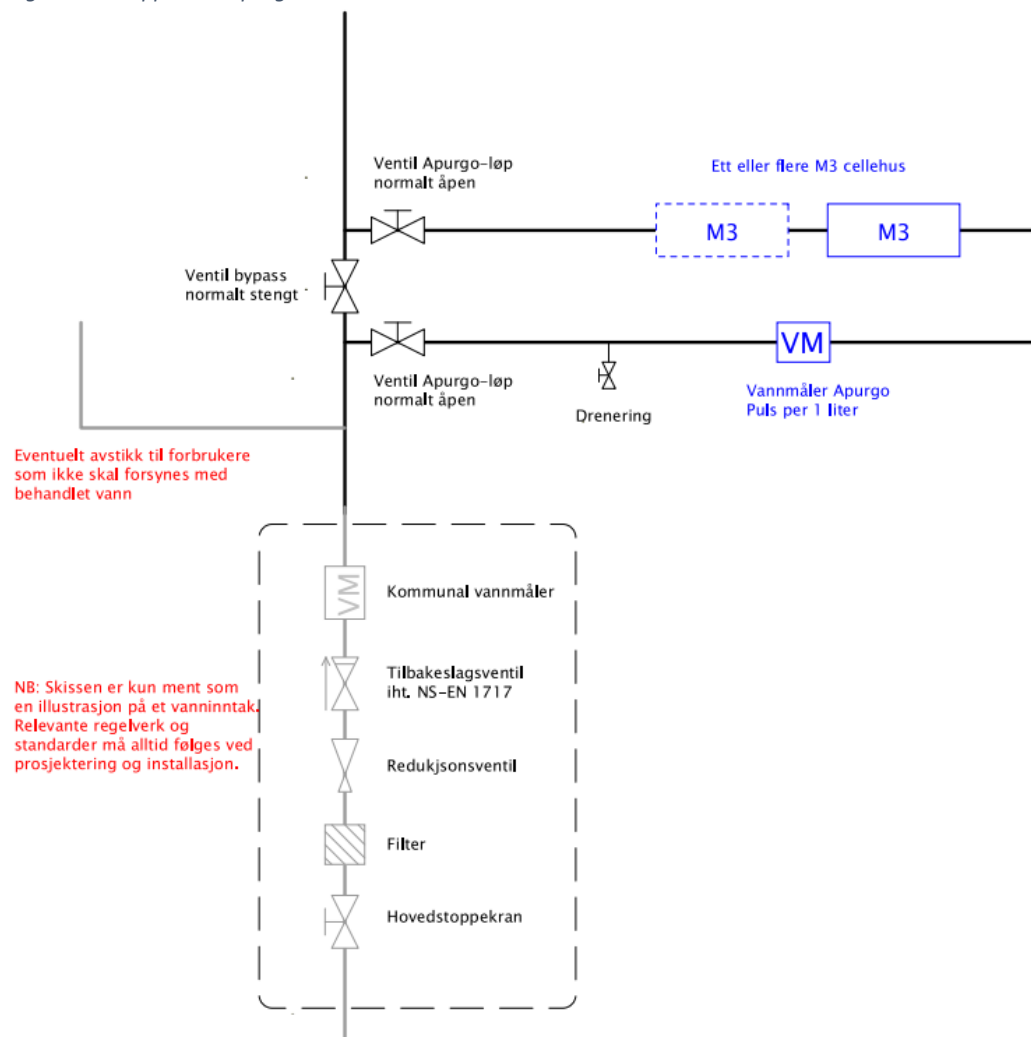 Ventil Apurgo-løp
normalt åpen
Ett eller flere M3 cellehus
M3
M3
Ventil bypass
normalt stengt
VM
Ventil Apurgo-løp
normalt åpen
Drenering
Vannmåler Apurgo
Puls per 1 liter
Eventuelt avstikk til forbrukere
som ikke skal forsynes med
behandlet vann
VM
Kommunal vannmåler
Tilbakeslagsventil
iht. NS-EN 1717
NB: Skissen er kun ment som
en illustrasjon på et vanninntak.
Relevante regelverk og
standarder må alltid følges ved
prosjektering og installasjon.
Redukjsonsventil
Filter
Hovedstoppekran